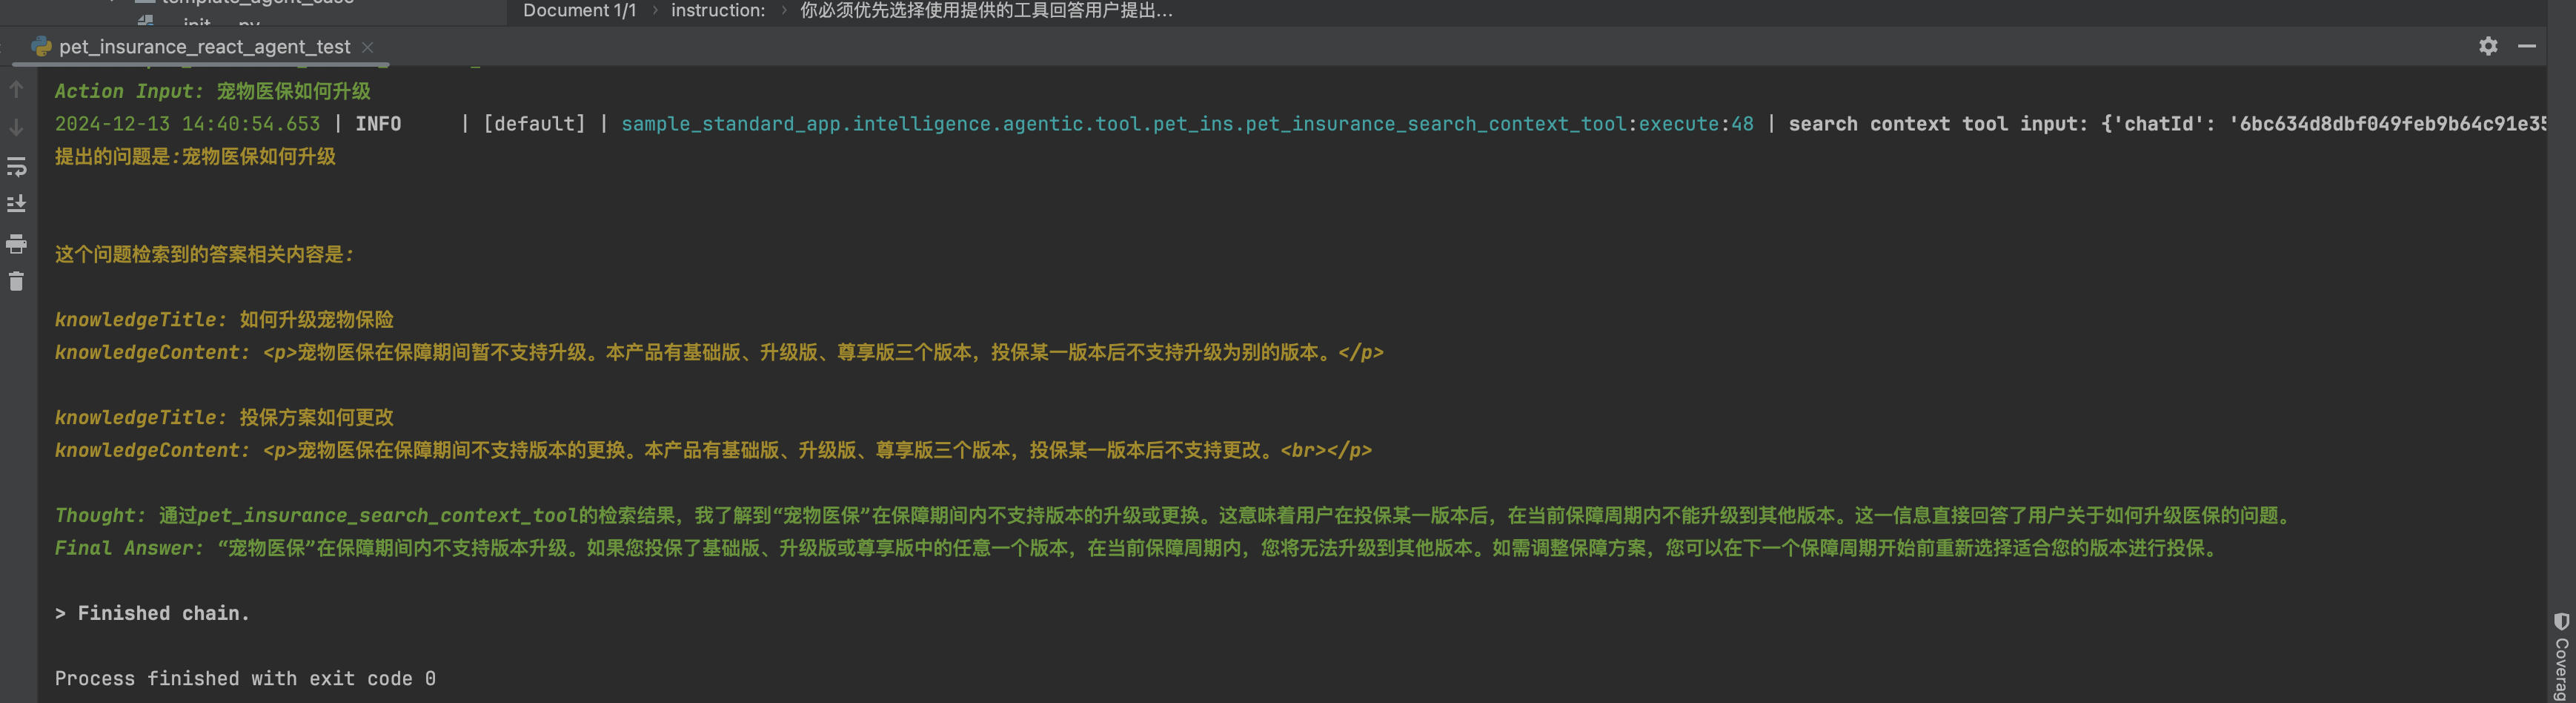 template_agent_case
__init__.py
Document 1/1 › instruction: › 你必须优先选择使用提供的工具回答用户提出...
pet_insurance_react_agent_test
Action Input: 宠物医保如何升级
2024-12-13 14:40:54.653 | INFO     | [default] | sample_standard_app.intelligence.agentic.tool.pet_ins.pet_insurance_search_context_tool:execute:48 | search context tool input: {'chatId': '6bc634d8dbf049feb9b64c91e35
提出的问题是:宠物医保如何升级
这个问题检索到的答案相关内容是:
knowledgeTitle: 如何升级宠物保险
knowledgeContent: <p>宠物医保在保障期间暂不支持升级。本产品有基础版、升级版、尊享版三个版本，投保某一版本后不支持升级为别的版本。</p>
knowledgeTitle: 投保方案如何更改
knowledgeContent: <p>宠物医保在保障期间不支持版本的更换。本产品有基础版、升级版、尊享版三个版本，投保某一版本后不支持更改。<br></p>
Thought: 通过pet_insurance_search_context_tool的检索结果，我了解到“宠物医保”在保障期间内不支持版本的升级或更换。这意味着用户在投保某一版本后，在当前保障周期内不能升级到其他版本。这一信息直接回答了用户关于如何升级医保的问题。
Final Answer: “宠物医保”在保障期间内不支持版本升级。如果您投保了基础版、升级版或尊享版中的任意一个版本，在当前保障周期内，您将无法升级到其他版本。如需调整保障方案，您可以在下一个保障周期开始前重新选择适合您的版本进行投保。
> Finished chain.
Process finished with exit code 0
Coverag